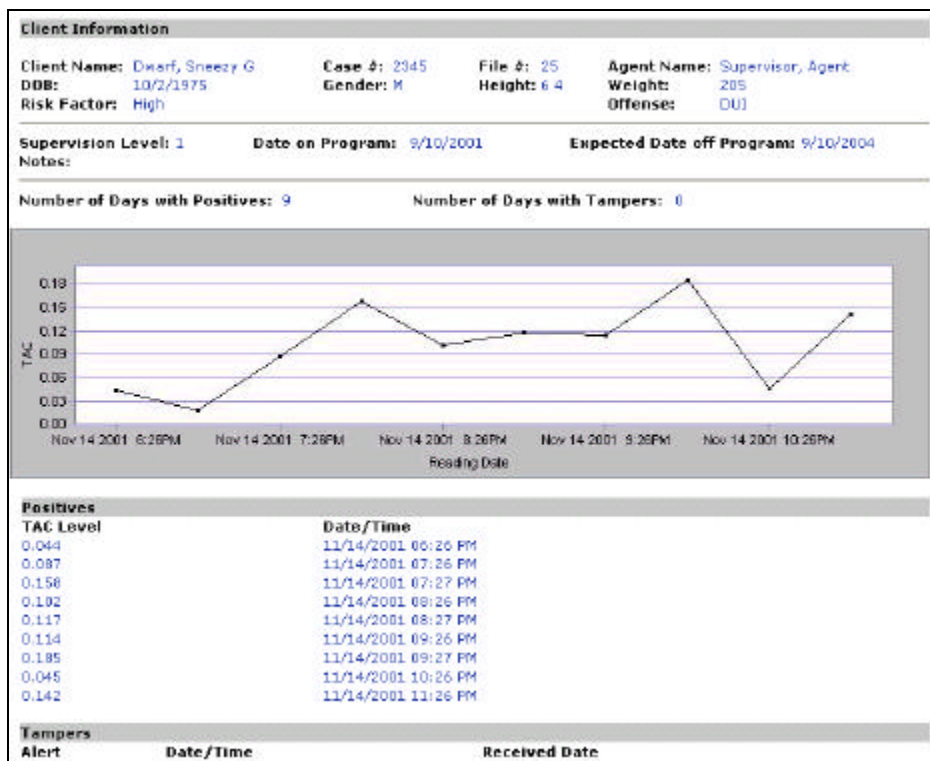 Client Information
Client Name: Dwarf, Sneezy G Case #: 2345 File #: 25 Agent Name: Supervisor, Agent
DOB: 10/2/1975 Gender: M Height: 6 4 Weight: 205
Risk Factor: High Offense: DUI
Supervision Level: 1 Date on Program: 9/10/2001 Expected Date off Program: 9/10/2004
Notes:
Number of Days with Positives: 9 Number of Days with Tampers: 0
TAC
0.18
0.15
0.12
0.09
0.06
0.03
0.00
Nov 14 2001 6:26PM Nov 14 2001 7:26PM Nov 14 2001 8:26PM Nov 14 2001 9:26PM Nov 14 2001 10:26PM
Reading Date
Positives
TAC Level Date/Time
0.044 11/14/2001 06:26 PM
0.087 11/14/2001 07:26 PM
0.158 11/14/2001 07:27 PM
0.102 11/14/2001 08:26 PM
0.117 11/14/2001 08:27 PM
0.114 11/14/2001 09:26 PM
0.185 11/14/2001 09:27 PM
0.045 11/14/2001 10:26 PM
0.142 11/14/2001 11:26 PM
Tampers
Alert Date/Time Received Date